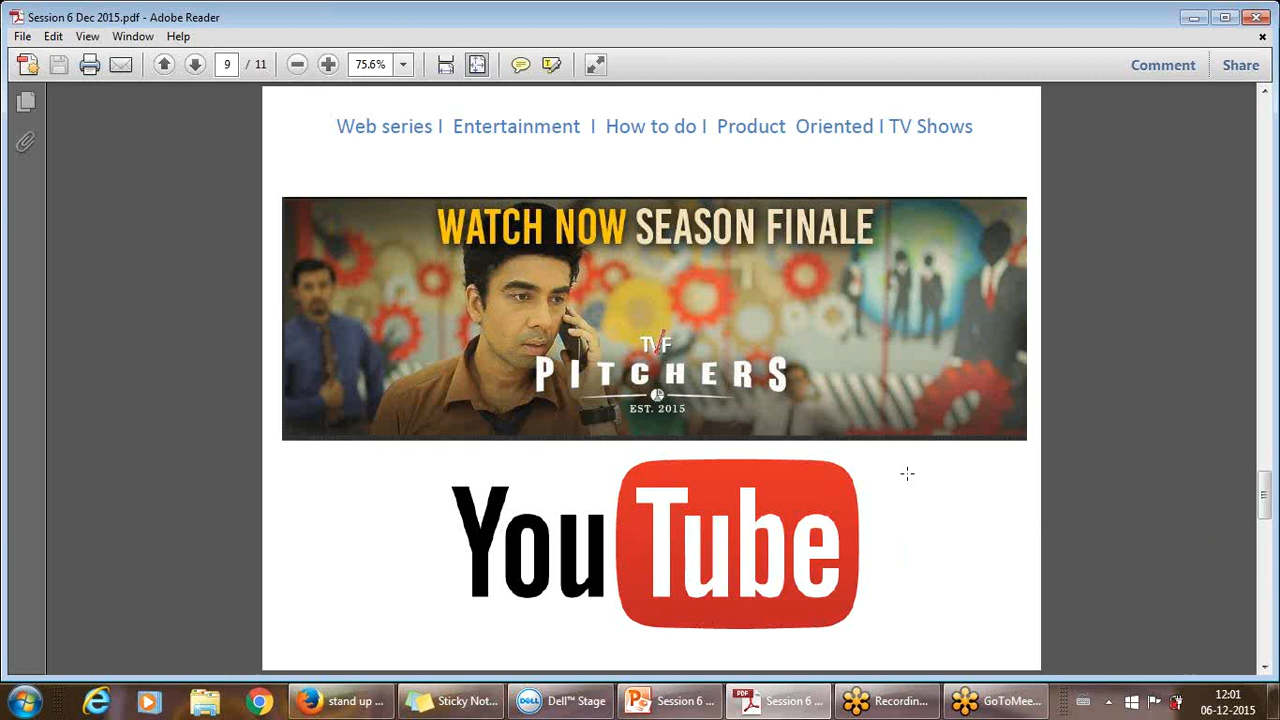 Session 6 Dec 2015.pdf - Adobe Reader
File Edit View Window Help
9 / 11 75.6% Comment Share
Web series I Entertainment I How to do I Product Oriented I TV Shows
WATCH NOW SEASON FINALE
TVF
PITCHERS
EST. 2015
YouTube
stand up ... Sticky Not... DELL Dell™ Stage Session 6 ... PDF Session 6 ... Recordin... GoToMee...
12:01
06-12-2015